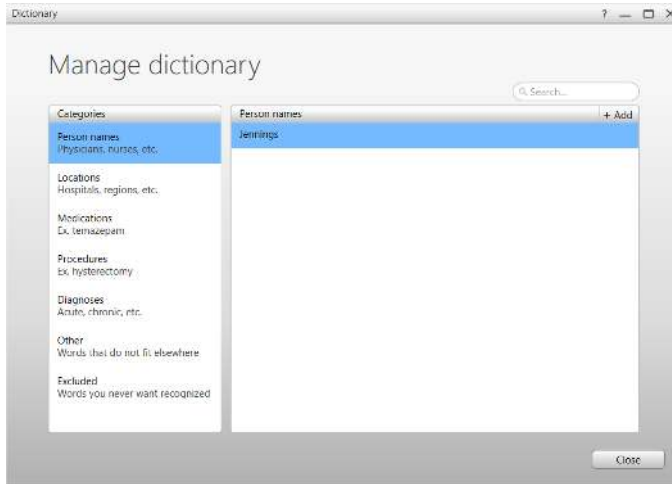 Dictionary
?
Manage dictionary
Search...
Categories
Person names
+ Add
Person names
Physicians, nurses, etc.
Jennings
Locations
Hospitals, regions, etc.
Medications
Ex. temazepam
Procedures
Ex. hysterectomy
Diagnoses
Acute, chronic, etc.
Other
Words that do not fit elsewhere
Excluded
Words you never want recognized
Close